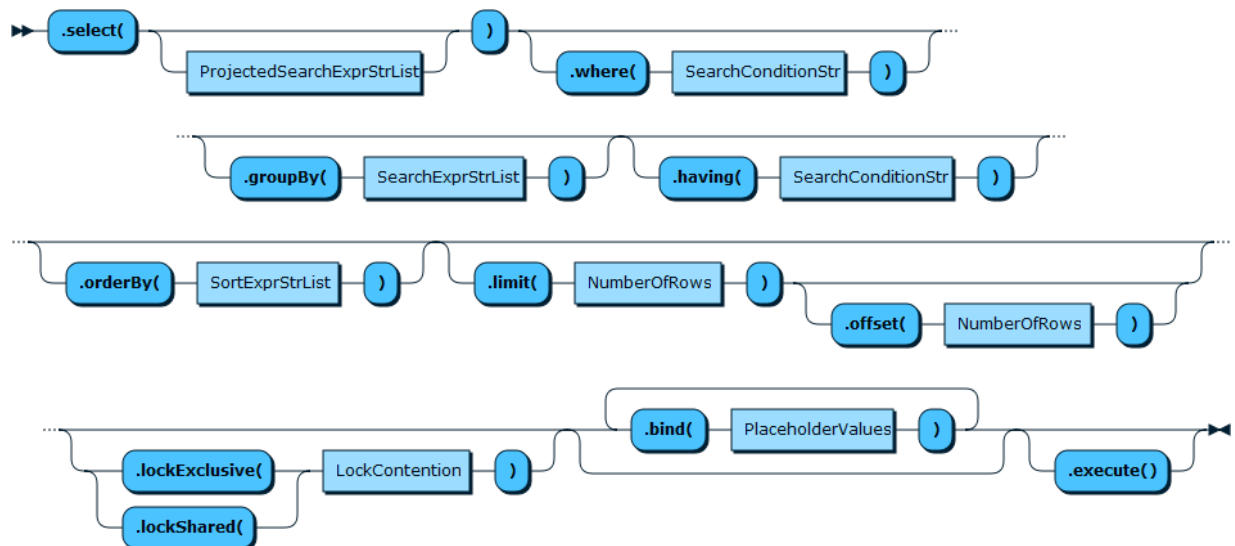 .select( ) 
ProjectedSearchExprStrList .where( SearchConditionStr )
.groupBy( SearchExprStrList ) .having( SearchConditionStr )
.orderBy( SortExprStrList ) .limit( NumberOfRows )
.offset( NumberOfRows )
.bind( PlaceholderValues )
.lockExclusive( LockContention ) .execute()
.lockShared(